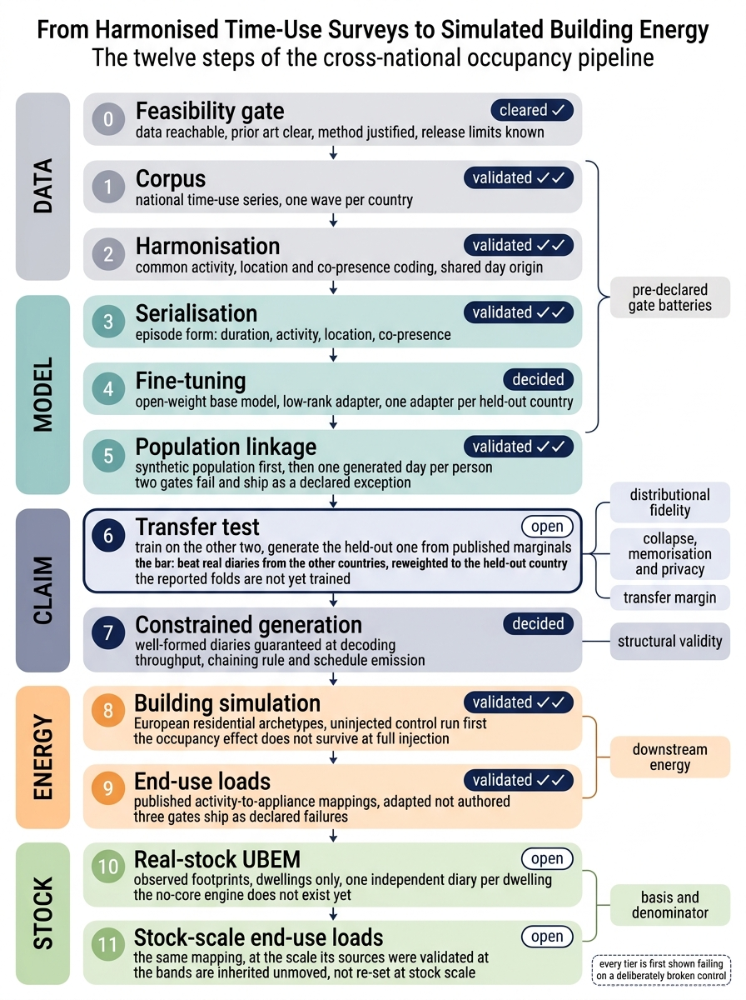 From Harmonised Time-Use Surveys to Simulated Building Energy
The twelve steps of the cross-national occupancy pipeline
DATA
0
Feasibility gate
cleared ✓
data reachable, prior art clear, method justified, release limits known
1
Corpus
validated ✓✓
national time-use series, one wave per country
2
Harmonisation
validated ✓✓
common activity, location and co-presence coding, shared day origin
MODEL
3
Serialisation
validated ✓✓
episode form: duration, activity, location, co-presence
4
Fine-tuning
decided
open-weight base model, low-rank adapter, one adapter per held-out country
5
Population linkage
validated ✓✓
synthetic population first, then one generated day per person
two gates fail and ship as a declared exception
pre-declared
gate batteries
CLAIM
6
Transfer test
open
train on the other two, generate the held-out one from published marginals
the bar: beat real diaries from the other countries, reweighted to the held-out country
the reported folds are not yet trained
distributional
fidelity
collapse,
memorisation
and privacy
transfer margin
7
Constrained generation
decided
well-formed diaries guaranteed at decoding
throughput, chaining rule and schedule emission
structural validity
ENERGY
8
Building simulation
validated ✓✓
European residential archetypes, uninjected control run first
the occupancy effect does not survive at full injection
9
End-use loads
validated ✓✓
published activity-to-appliance mappings, adapted not authored
three gates ship as declared failures
downstream
energy
STOCK
10
Real-stock UBEM
open
observed footprints, dwellings only, one independent diary per dwelling
the no-core engine does not exist yet
11
Stock-scale end-use loads
open
the same mapping, at the scale its sources were validated at
the bands are inherited unmoved, not re-set at stock scale
basis and
denominator
every tier is first shown failing
on a deliberately broken control